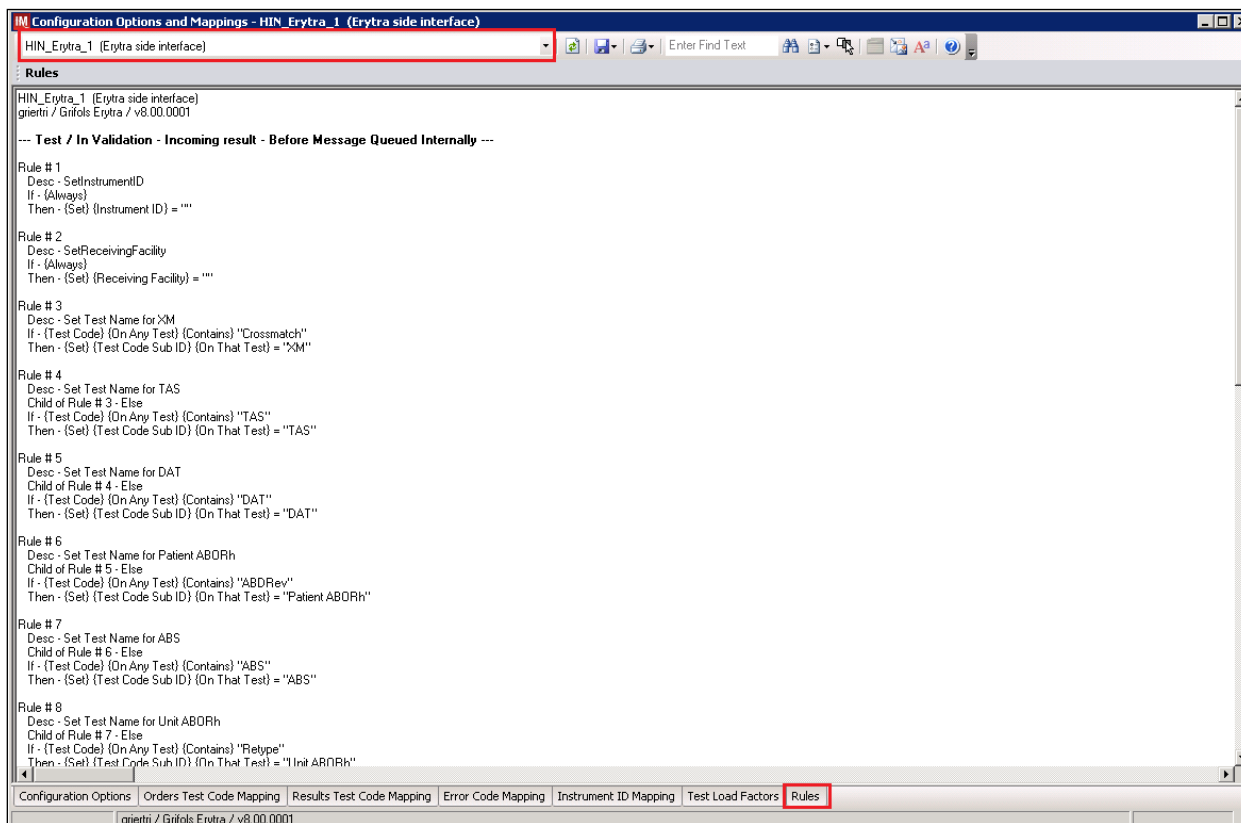 IM Configuration Options and Mappings - HIN_Erytra_1 (Erytra side interface)
HIN_Erytra_1 (Erytra side interface)
Enter Find Text
Rules
HIN_Erytra_1 (Erytra side interface)
griertri / Grifols Erytra / v8.00.0001
--- Test / In Validation - Incoming result - Before Message Queued Internally ---
Rule # 1
Desc - SetInstrumentID
If - {Always}
Then - {Set} {Instrument ID} = ""
Rule # 2
Desc - SetReceivingFacility
If - {Always}
Then - {Set} {Receiving Facility} = ""
Rule # 3
Desc - Set Test Name for XM
If - {Test Code} {On Any Test} {Contains} "Crossmatch"
Then - {Set} {Test Code Sub ID} {On That Test} = "XM"
Rule # 4
Desc - Set Test Name for TAS
Child of Rule # 3 - Else
If - {Test Code} {On Any Test} {Contains} "TAS"
Then - {Set} {Test Code Sub ID} {On That Test} = "TAS"
Rule # 5
Desc - Set Test Name for DAT
Child of Rule # 4 - Else
If - {Test Code} {On Any Test} {Contains} "DAT"
Then - {Set} {Test Code Sub ID} {On That Test} = "DAT"
Rule # 6
Desc - Set Test Name for Patient ABORh
Child of Rule # 5 - Else
If - {Test Code} {On Any Test} {Contains} "ABDRev"
Then - {Set} {Test Code Sub ID} {On That Test} = "Patient ABORh"
Rule # 7
Desc - Set Test Name for ABS
Child of Rule # 6 - Else
If - {Test Code} {On Any Test} {Contains} "ABS"
Then - {Set} {Test Code Sub ID} {On That Test} = "ABS"
Rule # 8
Desc - Set Test Name for Unit ABORh
Child of Rule # 7 - Else
If - {Test Code} {On Any Test} {Contains} "Retype"
Then - {Set} {Test Code Sub ID} {On That Test} = "Unit ABORh"
Configuration Options Orders Test Code Mapping Results Test Code Mapping Error Code Mapping Instrument ID Mapping Test Load Factors Rules
griertri / Grifols Erytra / v8.00.0001